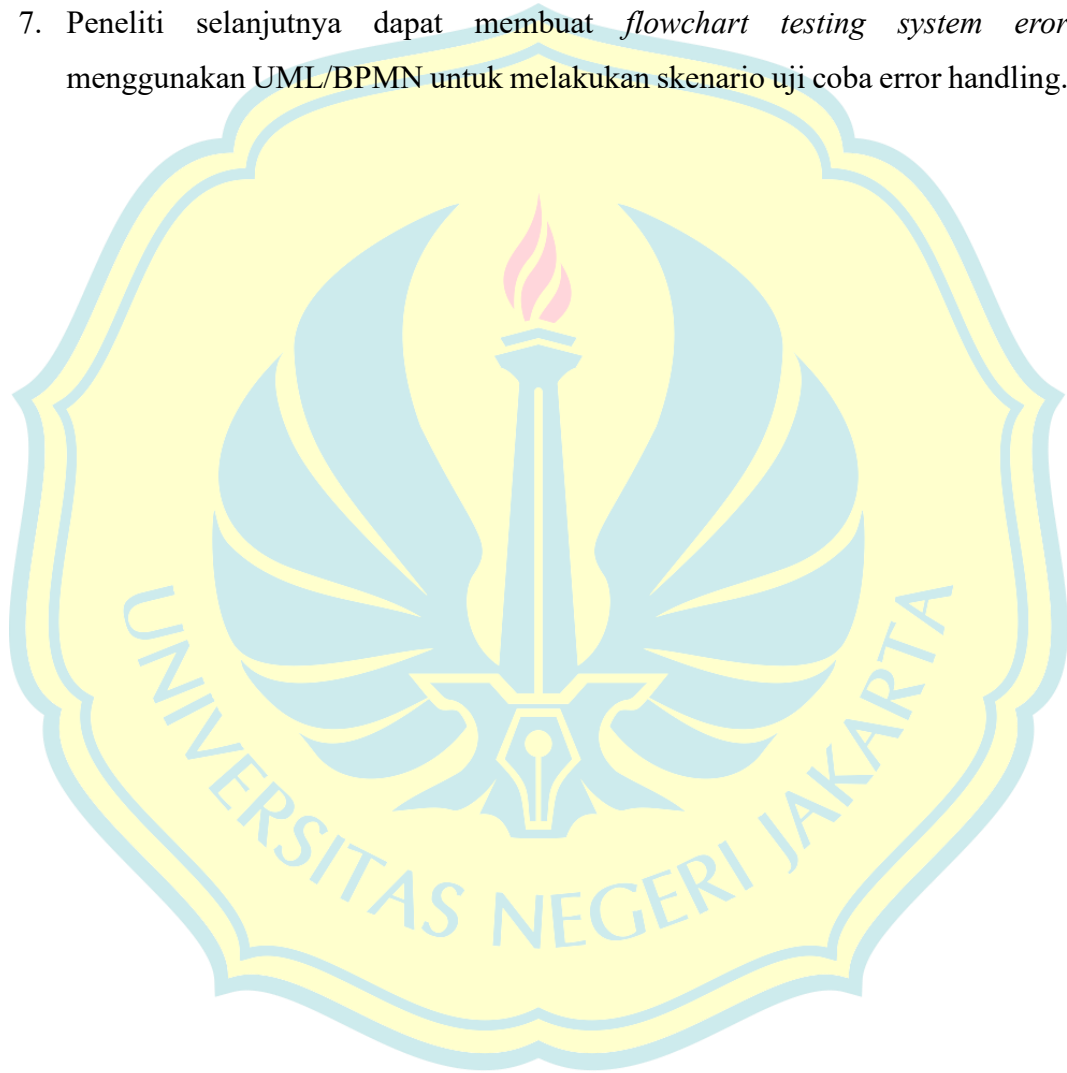 7. Peneliti selanjutnya dapat membuat flowchart testing system eror
menggunakan UML/BPMN untuk melakukan skenario uji coba error handling.
UNIVERSITAS NEGERI JAKARTA